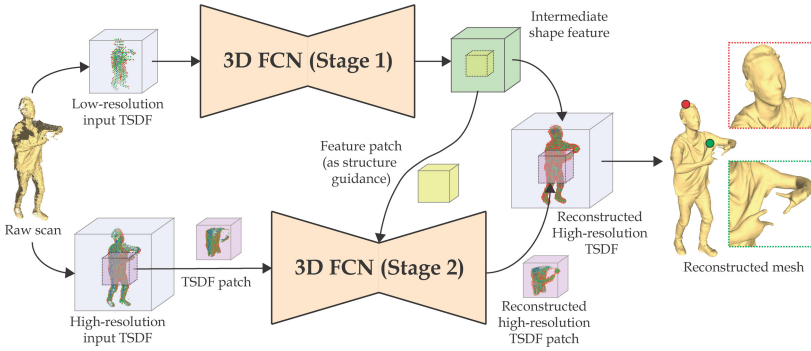 3D FCN (Stage 1)
Intermediate
shape feature
Low-resolution
input TSDF
Feature patch
(as structure
guidance)
Raw scan
Reconstructed
High-resolution
TSDF
Reconstructed mesh
TSDF patch
3D FCN (Stage 2)
High-resolution
input TSDF
Reconstructed
high-resolution
TSDF patch